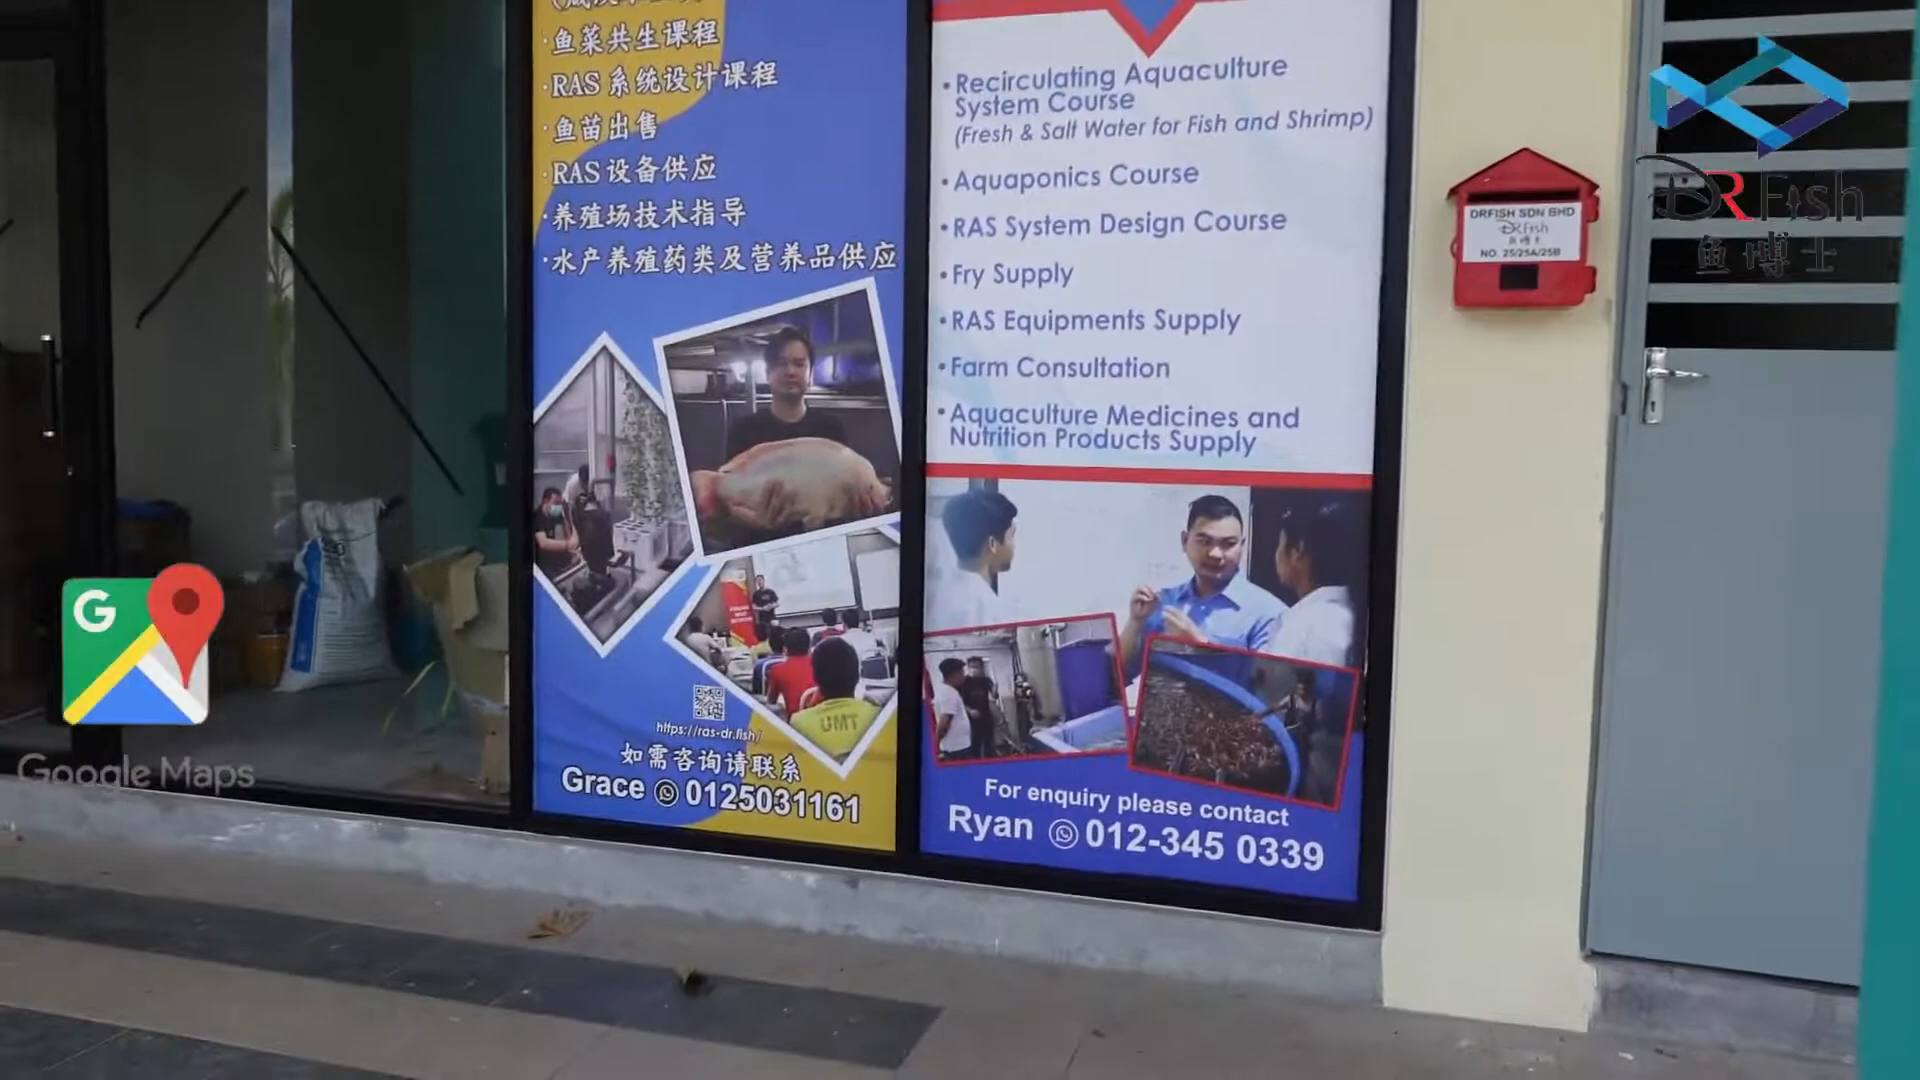 ·鱼菜共生课程
·RAS 系统设计课程
·鱼苗出售
·RAS 设备供应
·养殖场技术指导
·水产养殖药类及营养品供应
UMT
https://ras-dr.fish/
如需咨询请联系
Grace 0125031161
•Recirculating Aquaculture
System Course
(Fresh & Salt Water for Fish and Shrimp)
•Aquaponics Course
•RAS System Design Course
•Fry Supply
•RAS Equipments Supply
•Farm Consultation
•Aquaculture Medicines and
Nutrition Products Supply
For enquiry please contact
Ryan 012-345 0339
DRFISH SDN BHD
DR.Fish
鱼博士
NO. 25/25A/25B
DR Fish
鱼博士
G
Google Maps